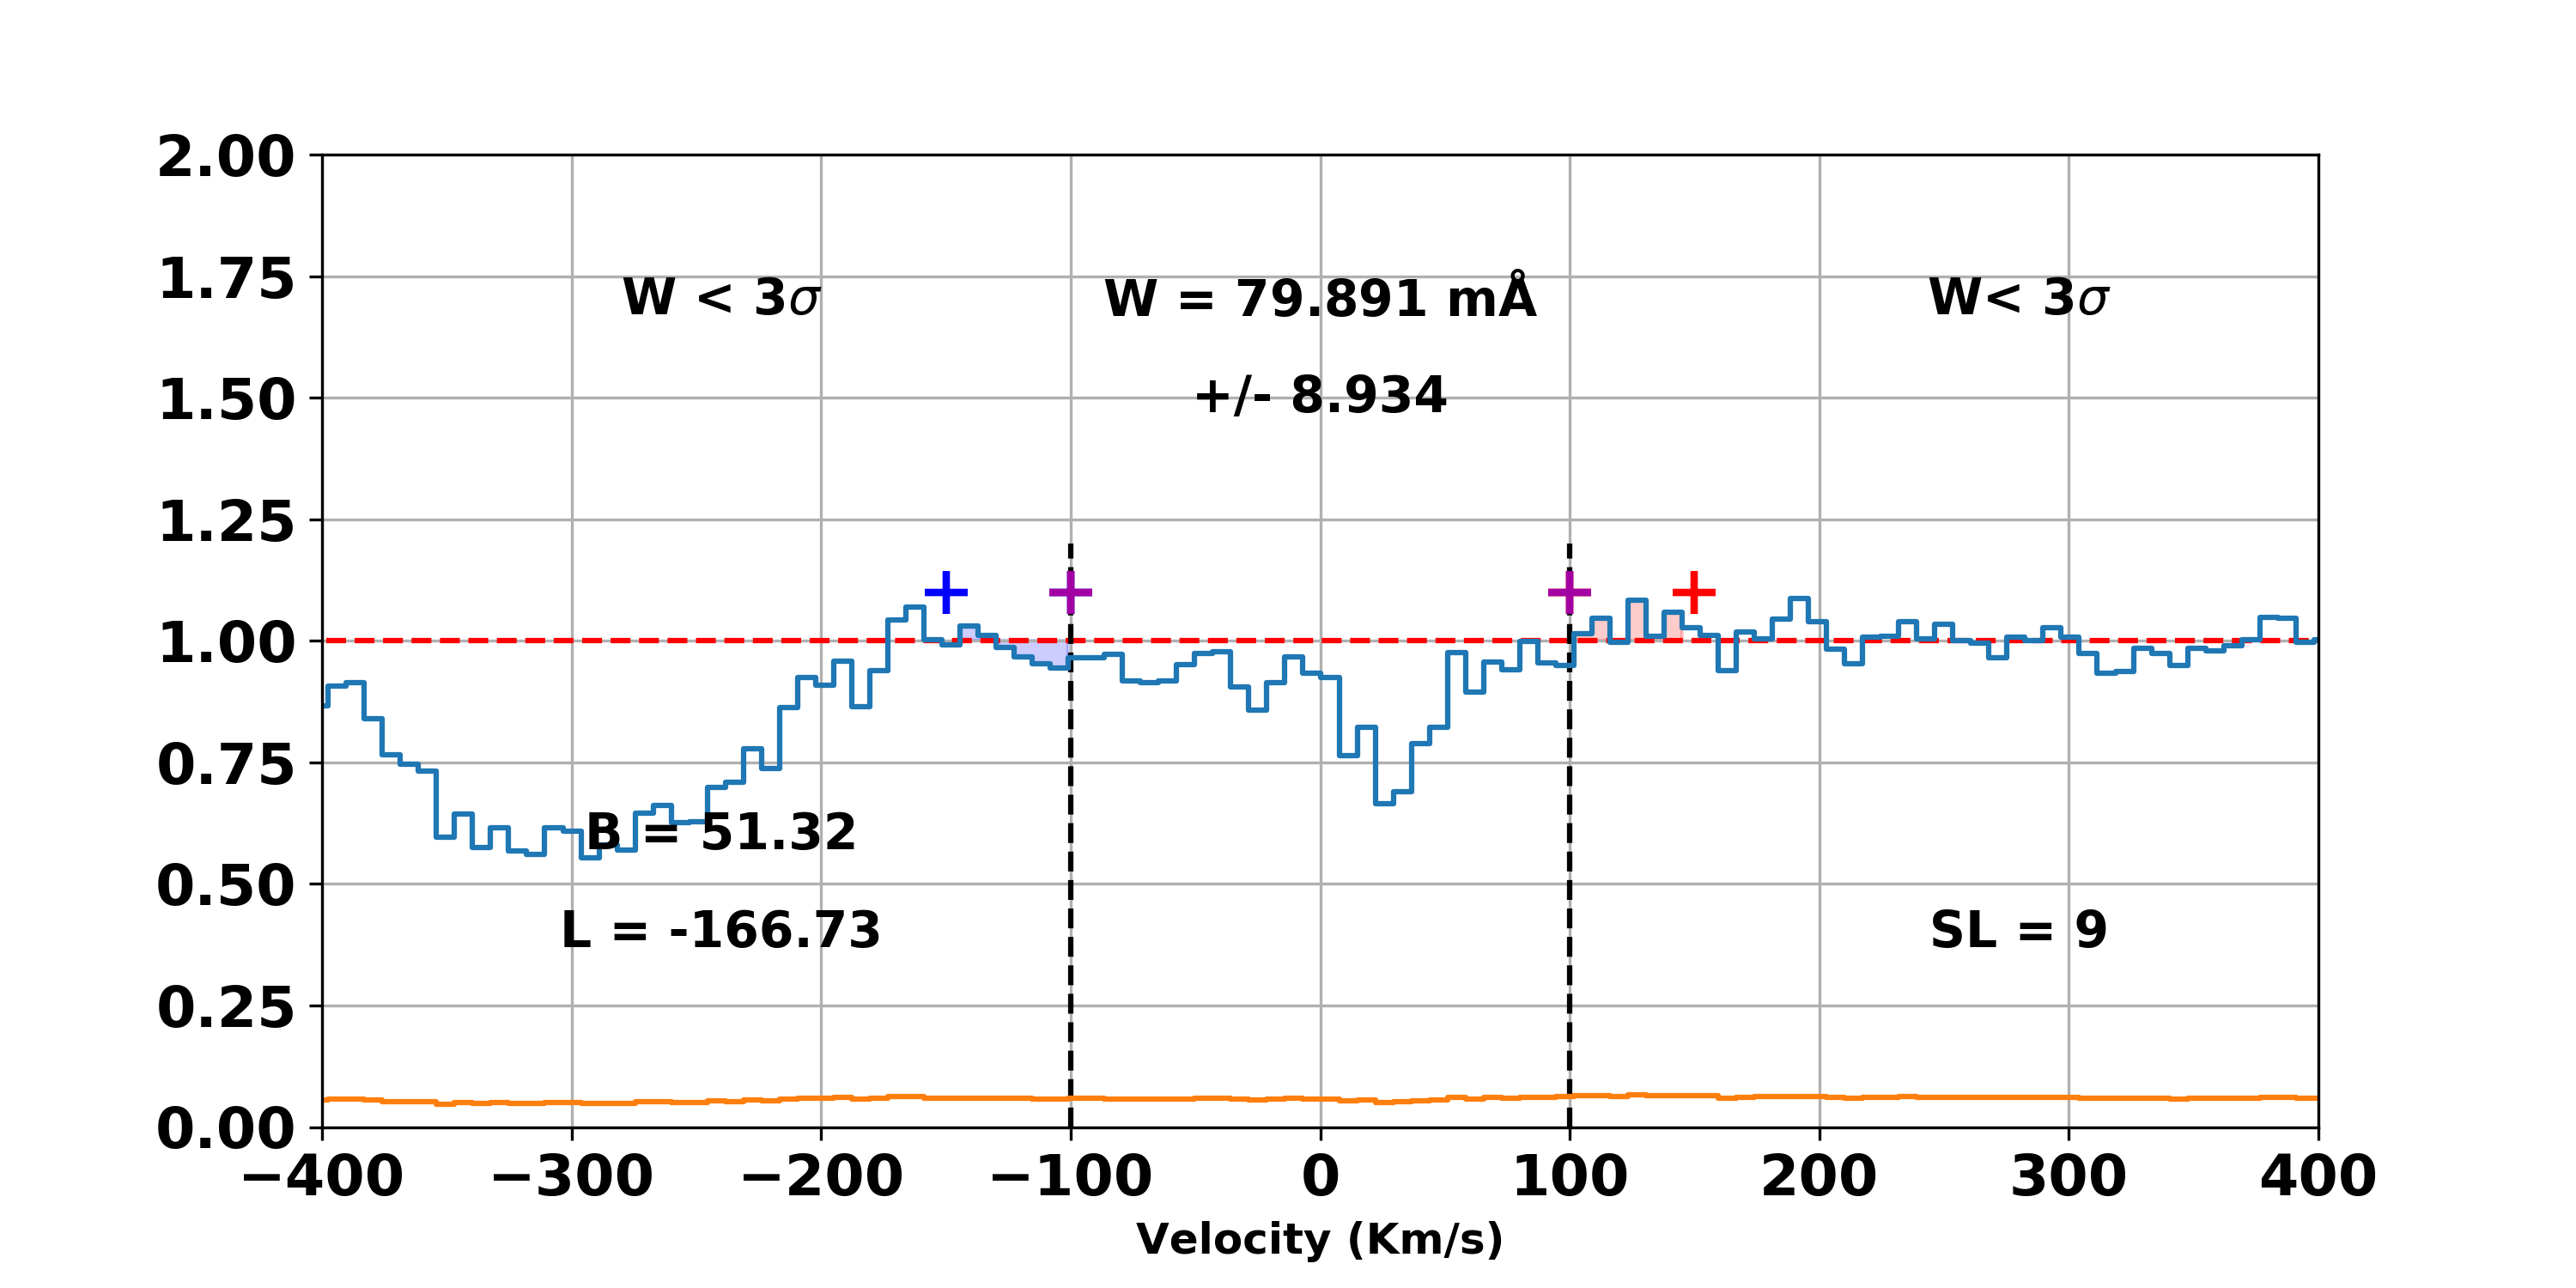 2.00
1.75
W < 3σ
W = 79.891 mÅ
W< 3σ
1.50
+/- 8.934
1.25
1.00
0.75
B = 51.32
0.50
L = -166.73
SL = 9
0.25
0.00
−400 −300 −200 −100 0 100 200 300 400
Velocity (Km/s)